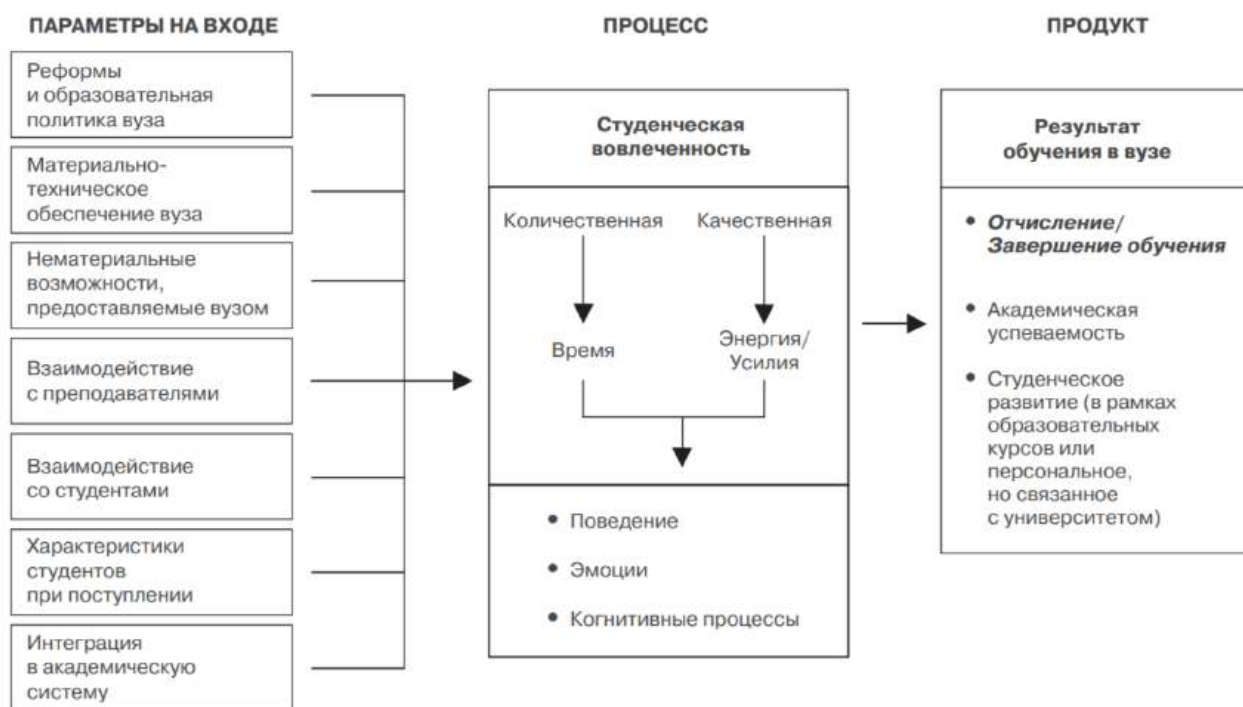 ПАРАМЕТРЫ НА ВХОДЕ
Реформы
и образовательная
политика вуза
Материально-
техническое
обеспечение вуза
Нематериальные
возможности,
предоставляемые вузом
Взаимодействие
с преподавателями
Взаимодействие
со студентами
Характеристики
студентов
при поступлении
Интеграция
в академическую
систему
ПРОЦЕСС
Студенческая
вовлеченность
Количественная
Качественная
Время
Энергия/
Усилия
• Поведение
• Эмоции
• Когнитивные процессы
ПРОДУКТ
Результат
обучения в вузе
• Отчисление/
Завершение обучения
• Академическая
успеваемость
• Студенческое
развитие (в рамках
образовательных
курсов или
персональное,
но связанное
с университетом)